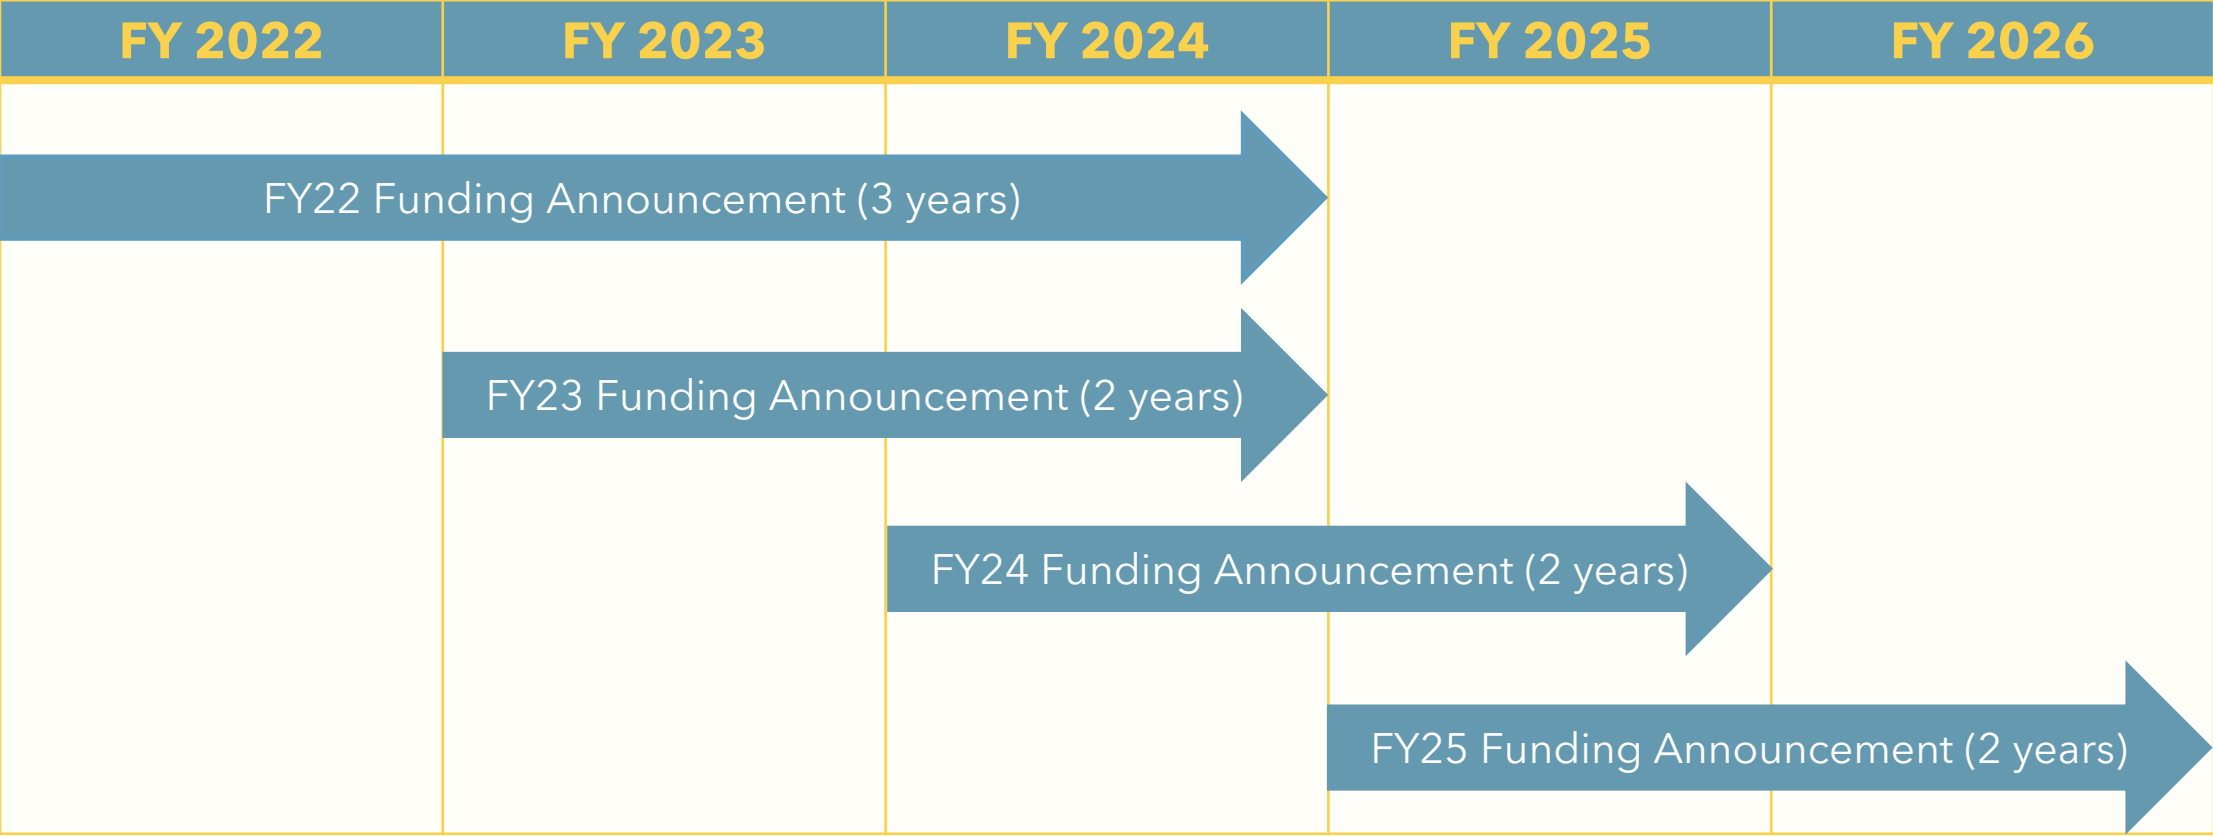 FY 2022 FY 2023 FY 2024 FY 2025 FY 2026
FY22 Funding Announcement (3 years)
FY23 Funding Announcement (2 years)
FY24 Funding Announcement (2 years)
FY25 Funding Announcement (2 years)